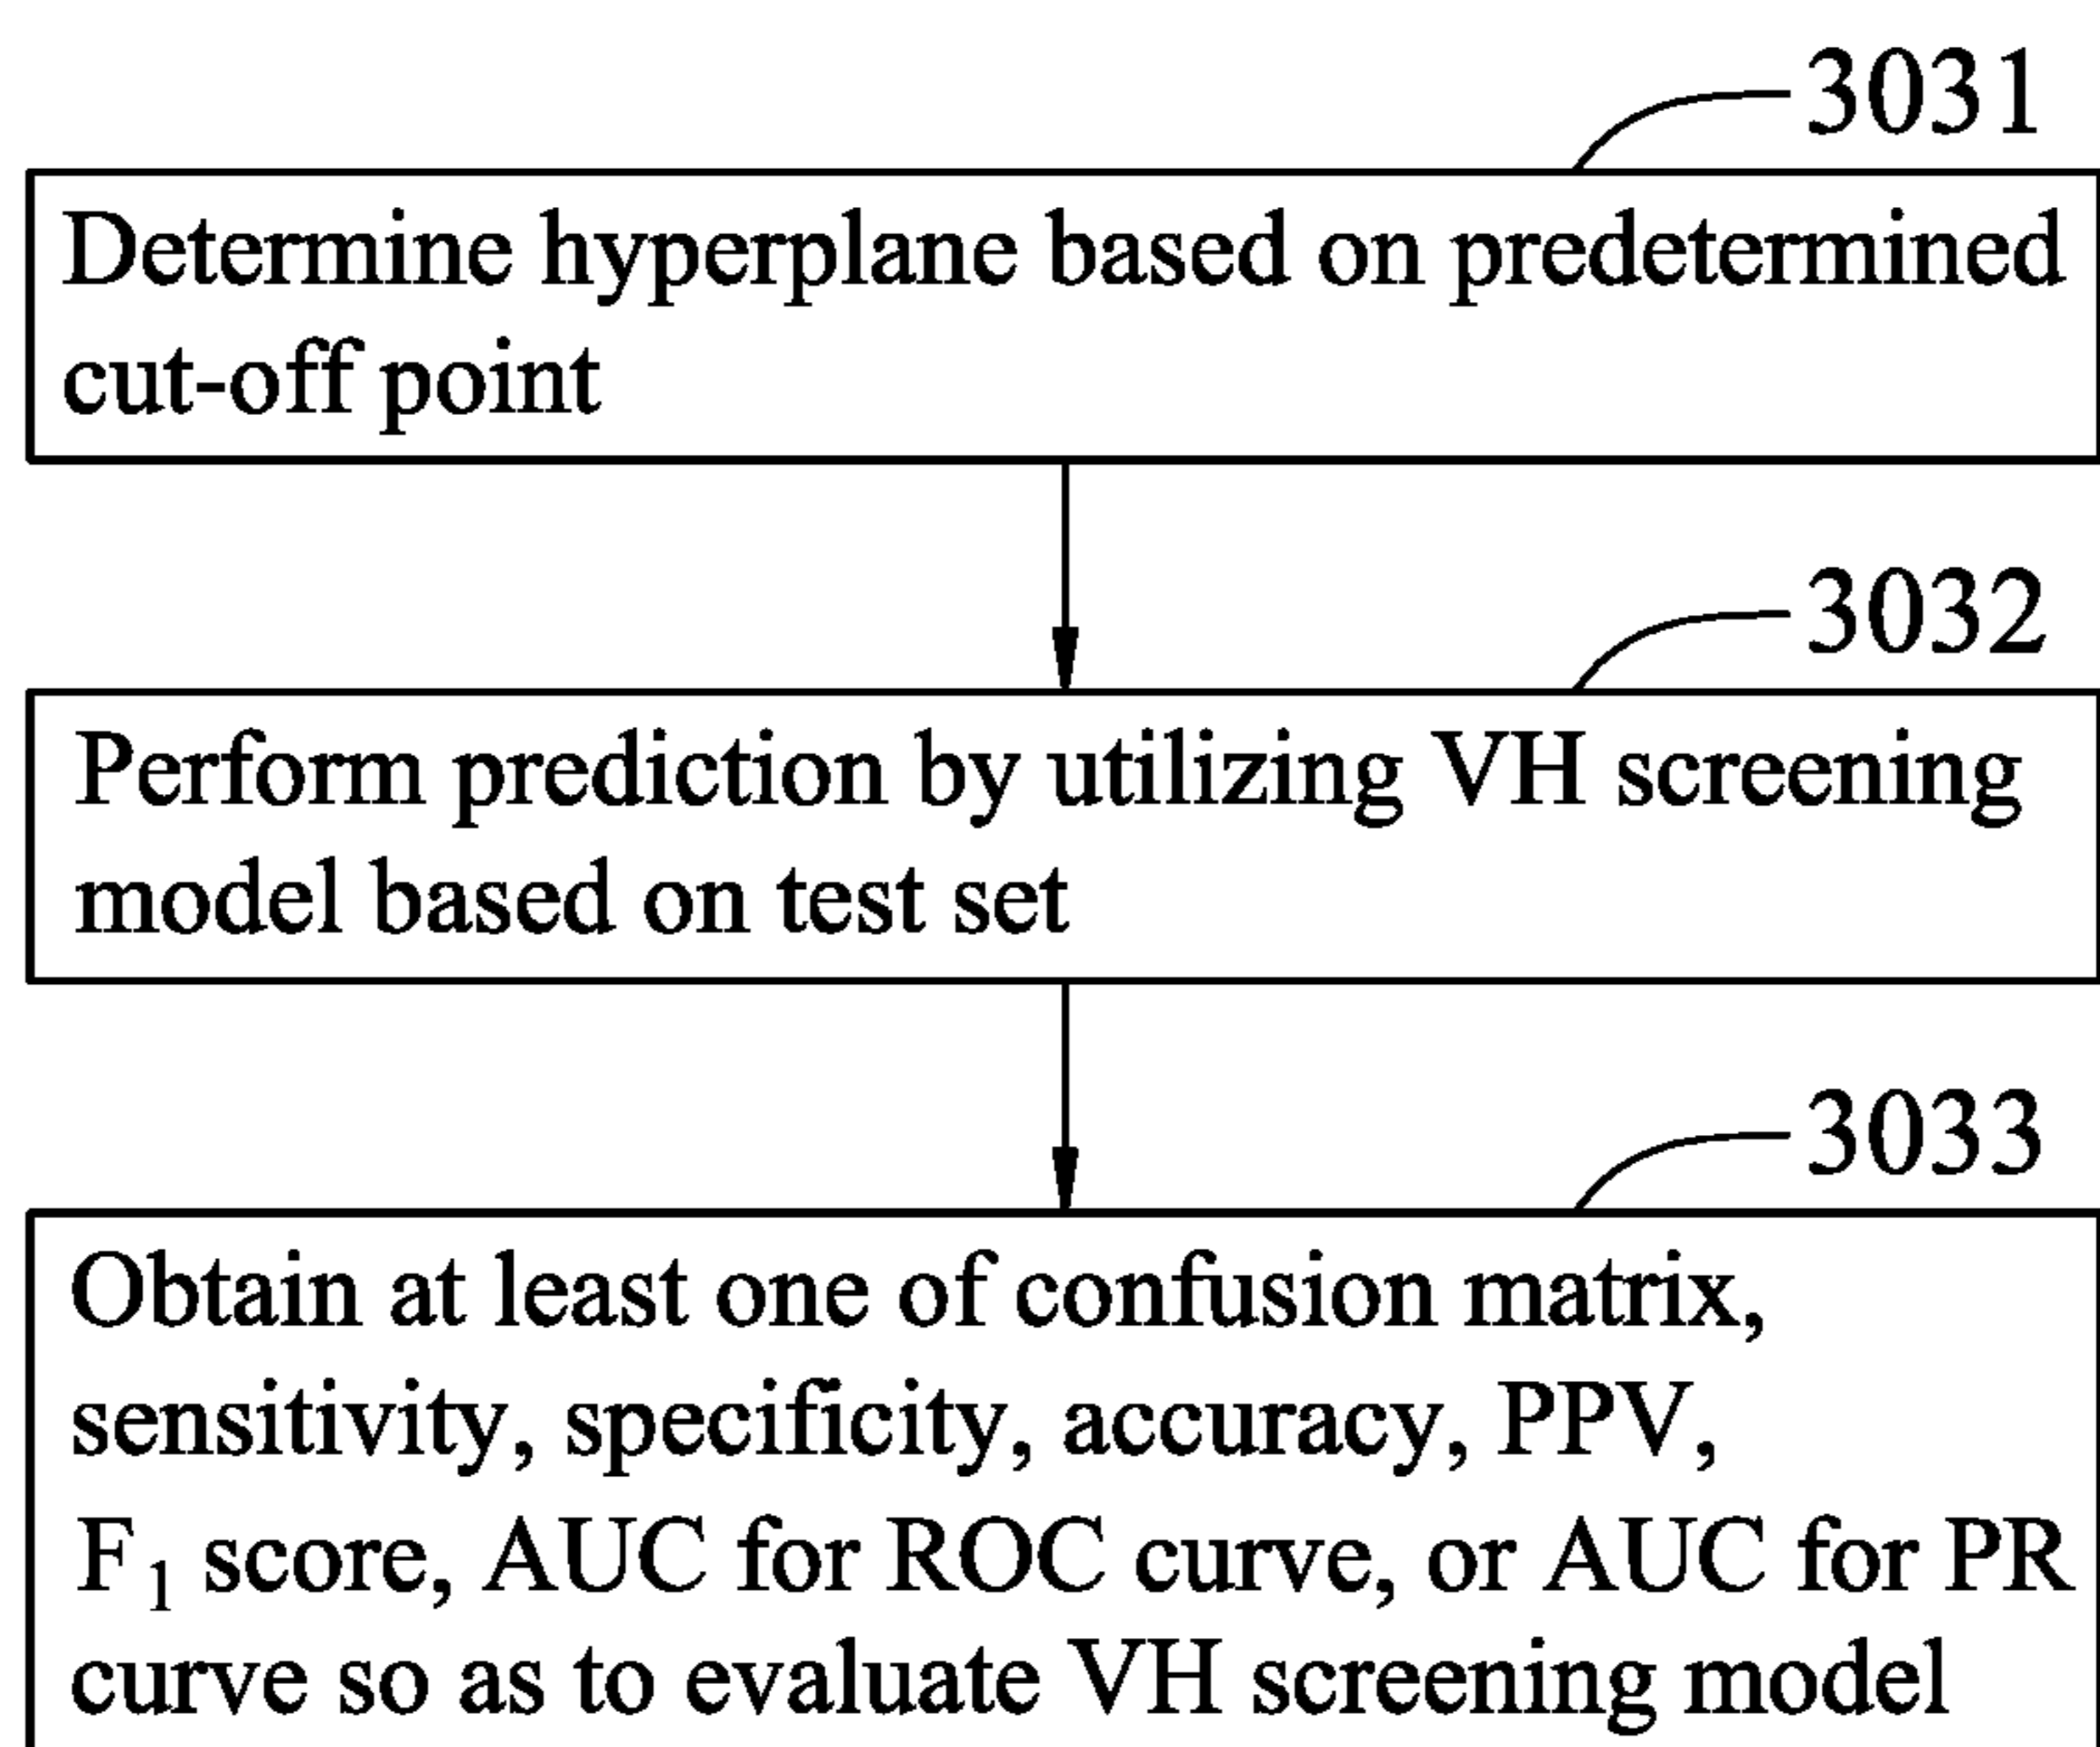 3031
Determine hyperplane based on predetermined
cut-off point
3032
Perform prediction by utilizing VH screening
model based on test set
3033
Obtain at least one of confusion matrix,
sensitivity, specificity, accuracy, PPV,
F₁ score, AUC for ROC curve, or AUC for PR
curve so as to evaluate VH screening model